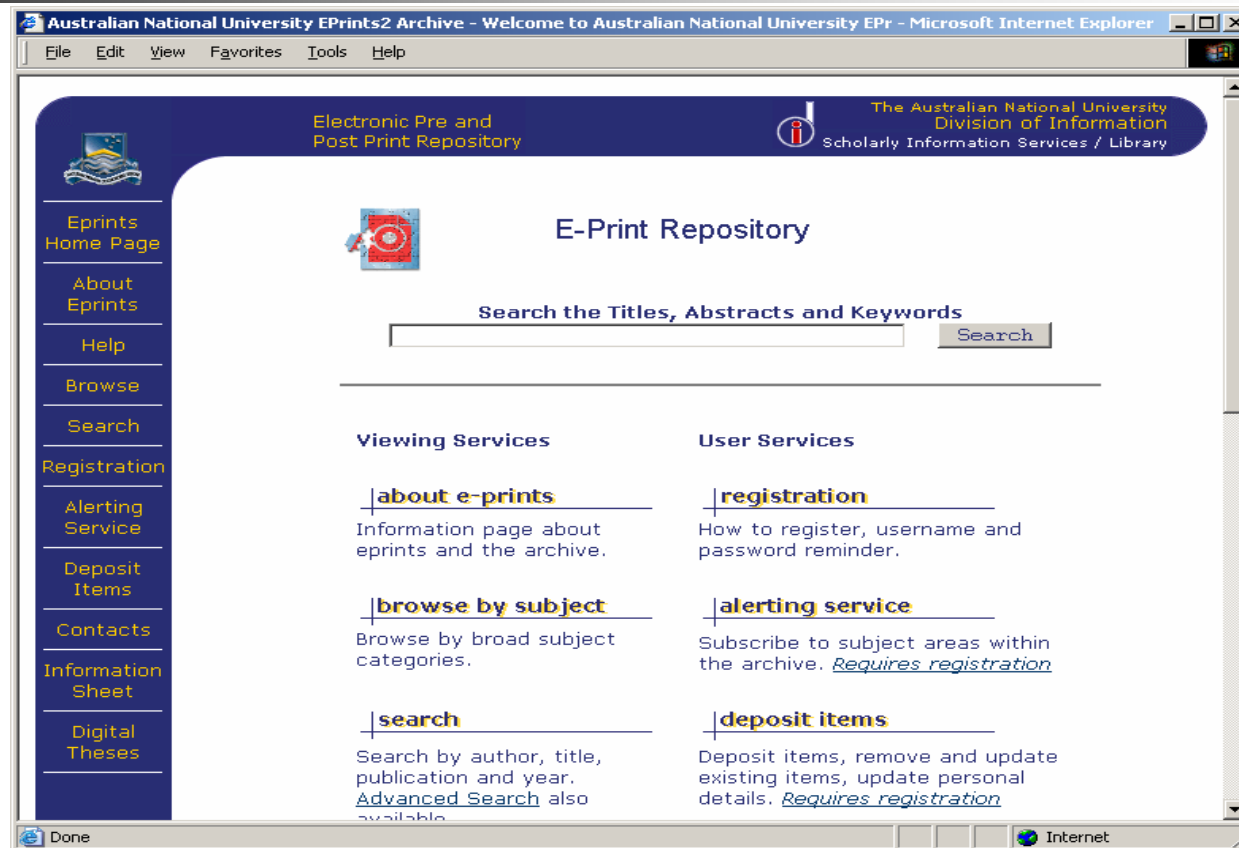 Australian National University EPrints2 Archive - Welcome to Australian National University EPr - Microsoft Internet Explorer
File Edit View Favorites Tools Help
Electronic Pre and
Post Print Repository
The Australian National University
Division of Information
Scholarly Information Services / Library
Eprints
Home Page
About
Eprints
Help
Browse
Search
Registration
Alerting
Service
Deposit
Items
Contacts
Information
Sheet
Digital
Theses
E-Print Repository
Search the Titles, Abstracts and Keywords
Search
Viewing Services
about e-prints
Information page about
eprints and the archive.
browse by subject
Browse by broad subject
categories.
search
Search by author, title,
publication and year.
Advanced Search also
available
User Services
registration
How to register, username and
password reminder.
alerting service
Subscribe to subject areas within
the archive. Requires registration
deposit items
Deposit items, remove and update
existing items, update personal
details. Requires registration
Done
Internet